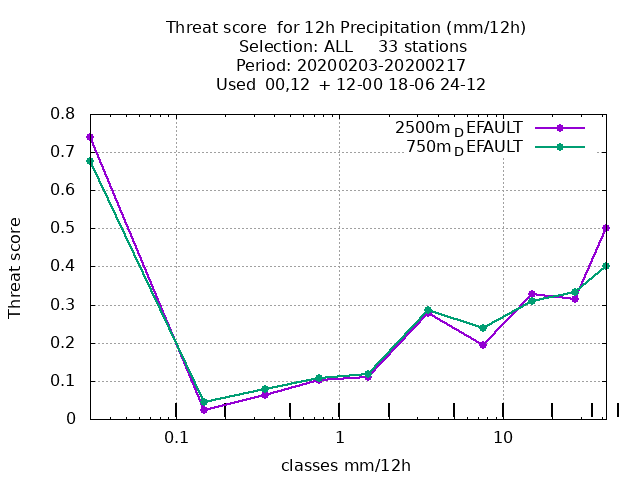 Threat score  for 12h Precipitation (mm/12h)
Selection: ALL     33 stations
Period: 20200203-20200217
Used  00,12  + 12-00 18-06 24-12
2500m_DEFAULT
750m_DEFAULT
0.8
0.7
0.6
0.5
0.4
0.3
0.2
0.1
0
Threat score
0.1 1 10
classes mm/12h